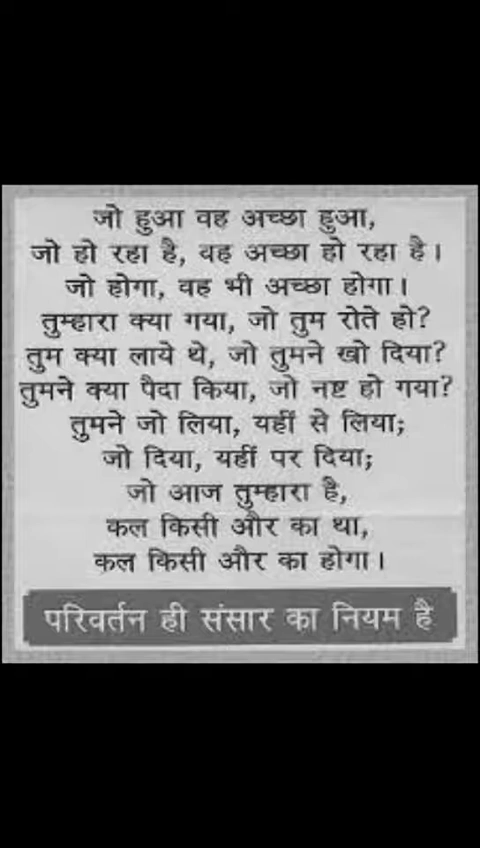 जो हुआ वह अच्छा हुआ,
जो हो रहा है, वह अच्छा हो रहा है।
जो होगा, वह भी अच्छा होगा।
तुम्हारा क्या गया, जो तुम रोते हो?
तुम क्या लाये थे, जो तुमने खो दिया?
तुमने क्या पैदा किया, जो नष्ट हो गया?
तुमने जो लिया, यहीं से लिया;
जो दिया, यहीं पर दिया;
जो आज तुम्हारा है,
कल किसी और का था,
कल किसी और का होगा।
परिवर्तन ही संसार का नियम है